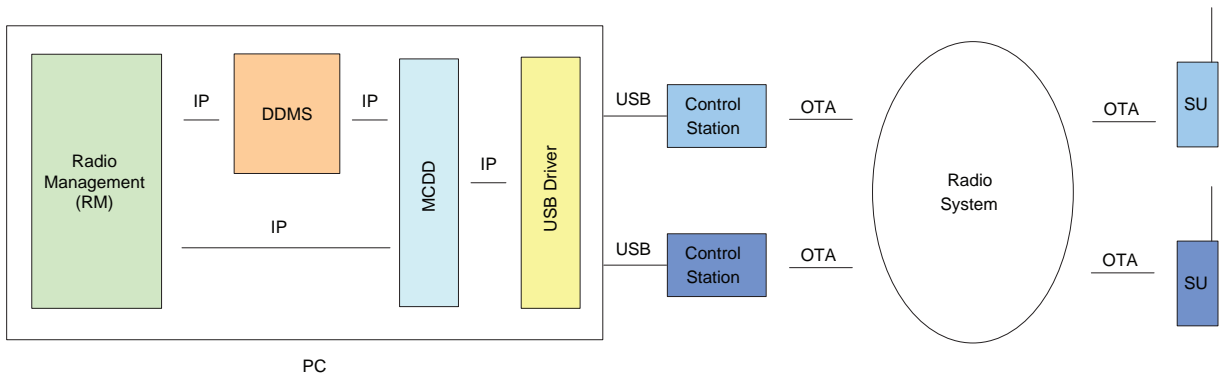 Radio
Management
(RM)
IP
DDMS
IP
IP
MCDD
IP
USB Driver
PC
USB
Control
Station
OTA
USB
Control
Station
OTA
Radio
System
OTA
SU
OTA
SU